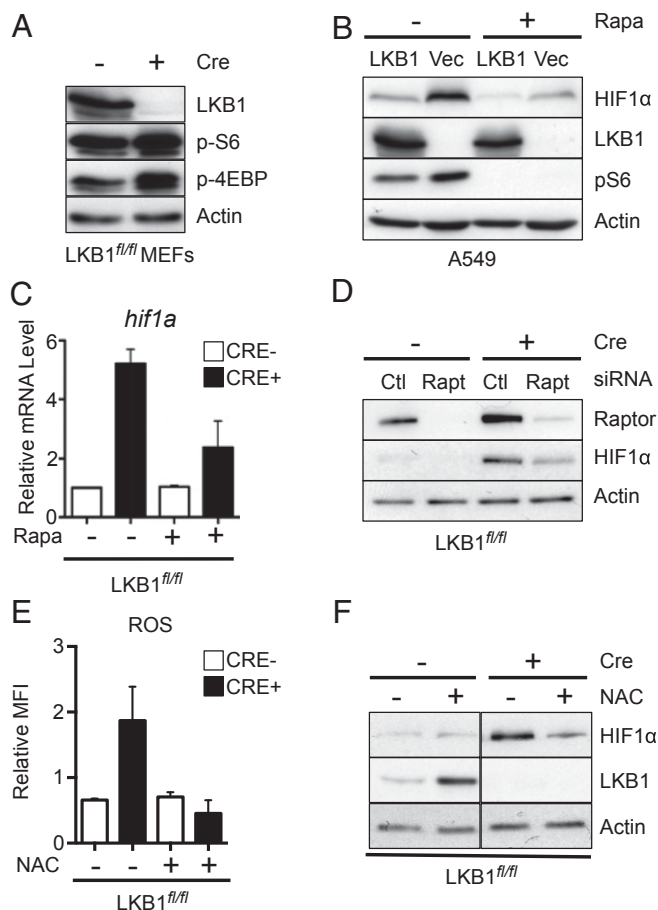 A
- + Cre
LKB1
p-S6
p-4EBP
Actin
LKB1fl/fl MEFs
B
- + Rapa
LKB1 Vec LKB1 Vec
HIF1α
LKB1
pS6
Actin
A549
C
hif1a
CRE-
CRE+
Relative mRNA Level
6
4
2
0
Rapa - - + +
LKB1fl/fl
D
- + Cre
Ctl Rapt Ctl Rapt siRNA
Raptor
HIF1α
Actin
LKB1fl/fl
E
ROS
CRE-
CRE+
Relative MFI
3
2
1
0
NAC - - + +
LKB1fl/fl
F
- + Cre
- + - + NAC
HIF1α
LKB1
Actin
LKB1fl/fl